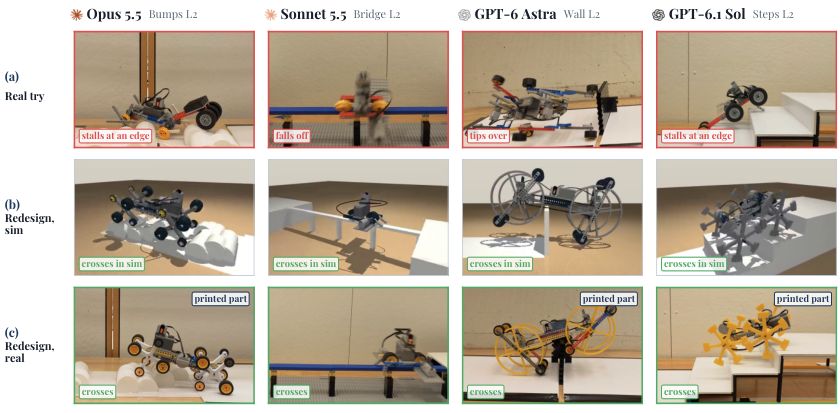 Opus 5.5 Bumps L2
Sonnet 5.5 Bridge L2
GPT-6 Astra Wall L2
GPT-6.1 Sol Steps L2
(a)
Real try
stalls at an edge
falls off
tips over
stalls at an edge
(b)
Redesign,
sim
crosses in sim
crosses in sim
crosses in sim
crosses in sim
(c)
Redesign,
real
printed part
printed part
printed part
crosses
crosses
crosses
crosses